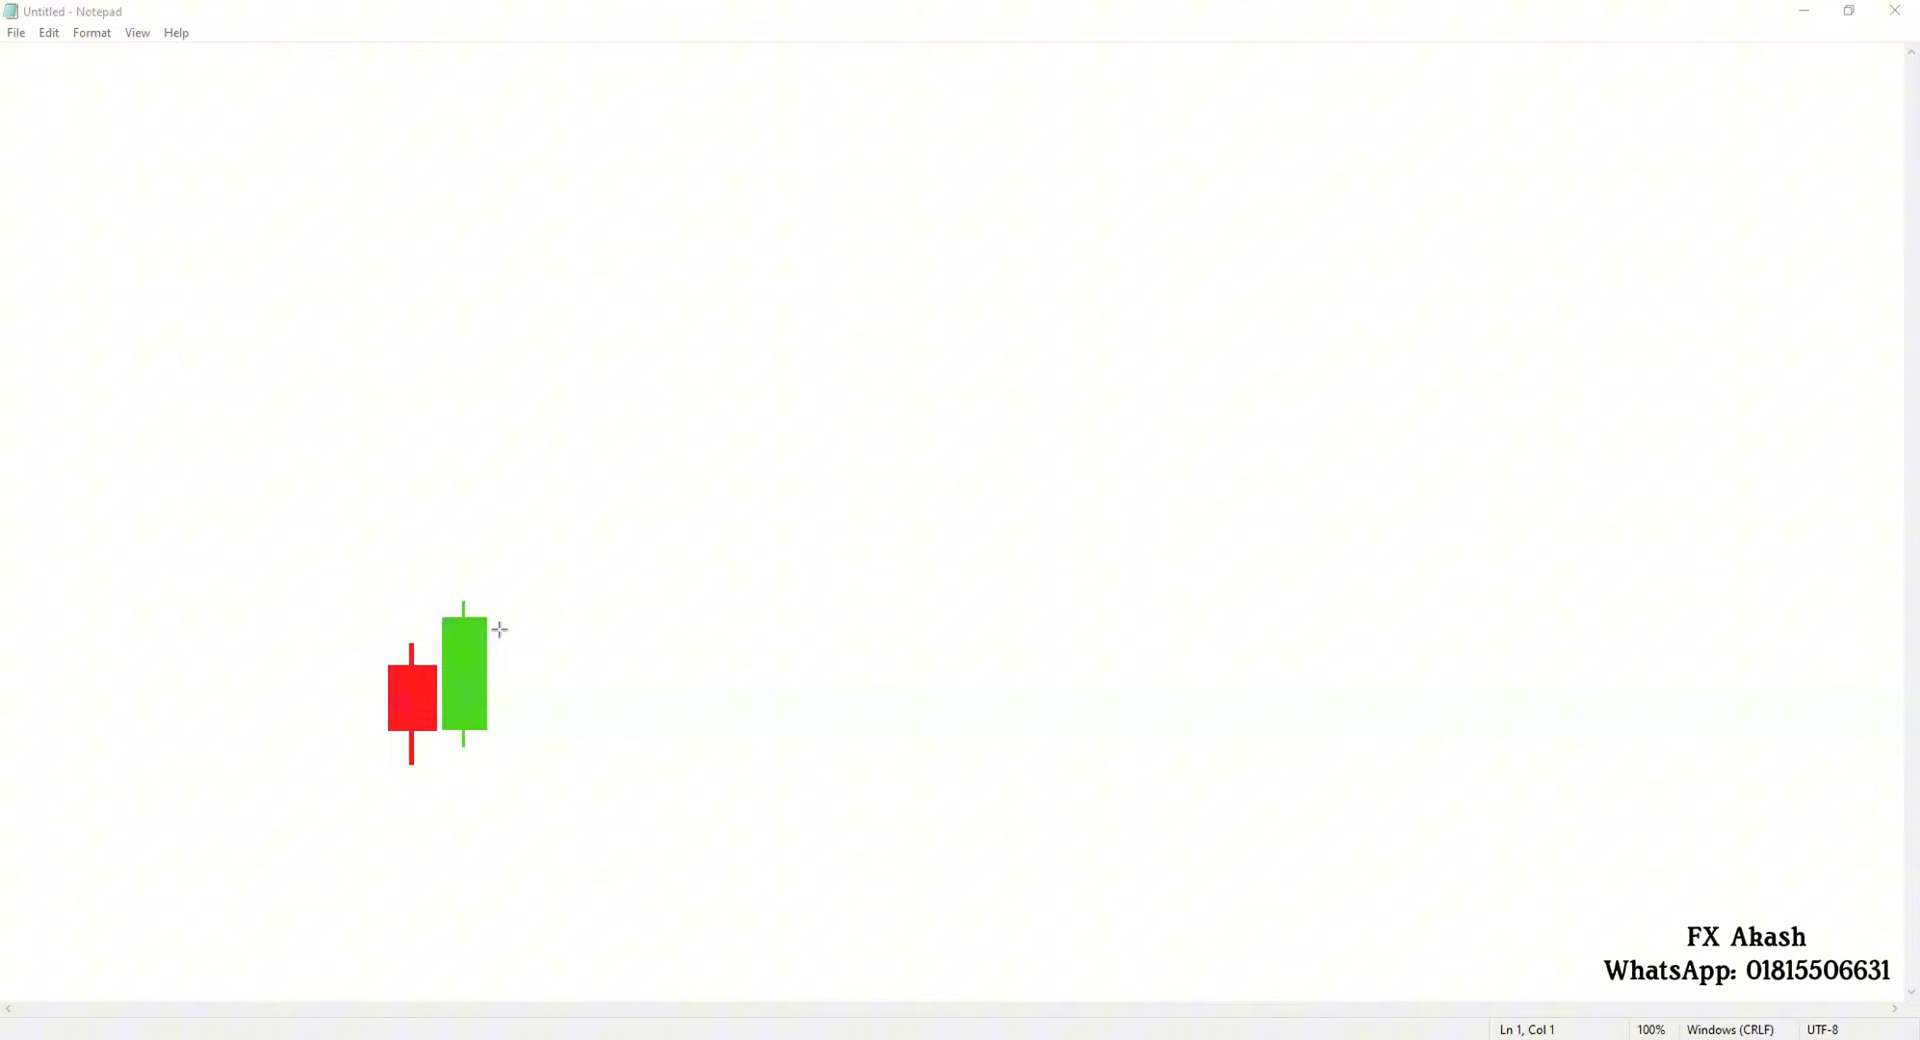 Untitled - Notepad
File Edit Format View Help
FX Akash
WhatsApp: 01815506631
Ln 1, Col 1 100% Windows (CRLF) UTF-8